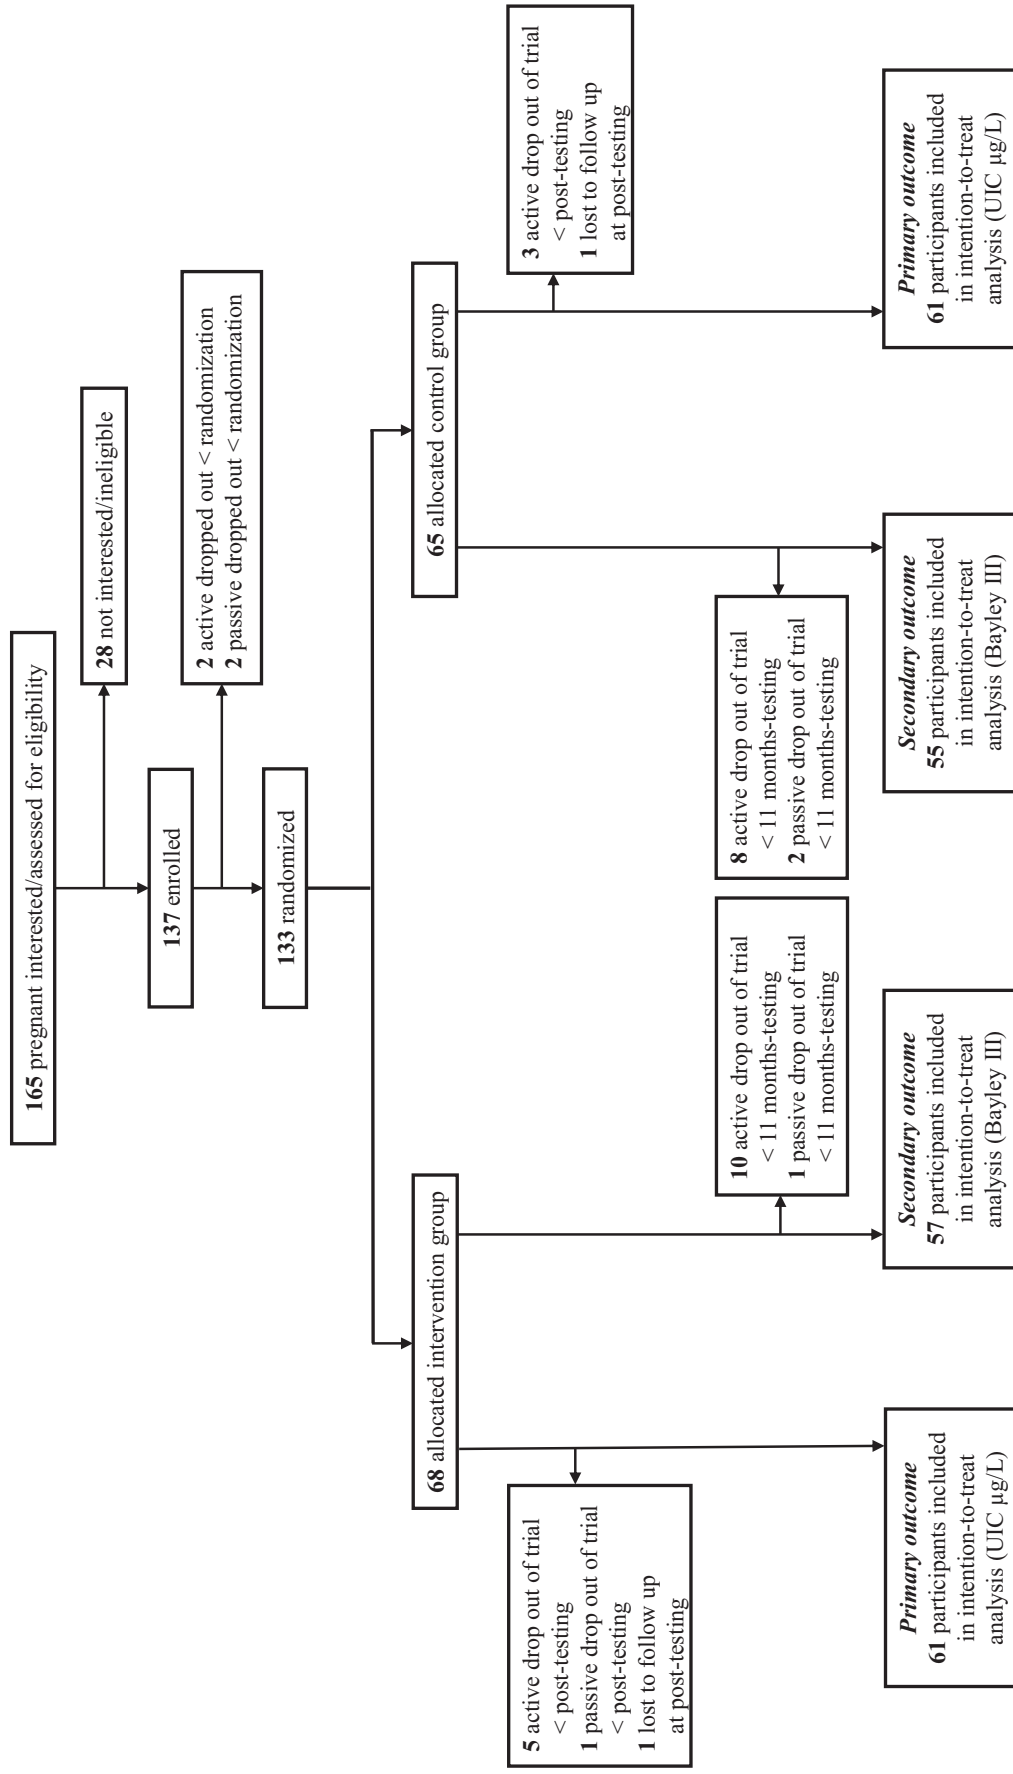 165 pregnant interested/assessed for eligibility
28 not interested/ineligible
137 enrolled
2 active dropped out < randomization
2 passive dropped out < randomization
133 randomized
68 allocated intervention group
65 allocated control group
5 active drop out of trial
< post-testing
1 passive drop out of trial
< post-testing
1 lost to follow up
at post-testing
10 active drop out of trial
< 11 months-testing
1 passive drop out of trial
< 11 months-testing
8 active drop out of trial
< 11 months-testing
2 passive drop out of trial
< 11 months-testing
3 active drop out of trial
< post-testing
1 lost to follow up
at post-testing
Primary outcome
61 participants included
in intention-to-treat
analysis (UIC µg/L)
Secondary outcome
57 participants included
in intention-to-treat
analysis (Bayley III)
Secondary outcome
55 participants included
in intention-to-treat
analysis (Bayley III)
Primary outcome
61 participants included
in intention-to-treat
analysis (UIC µg/L)